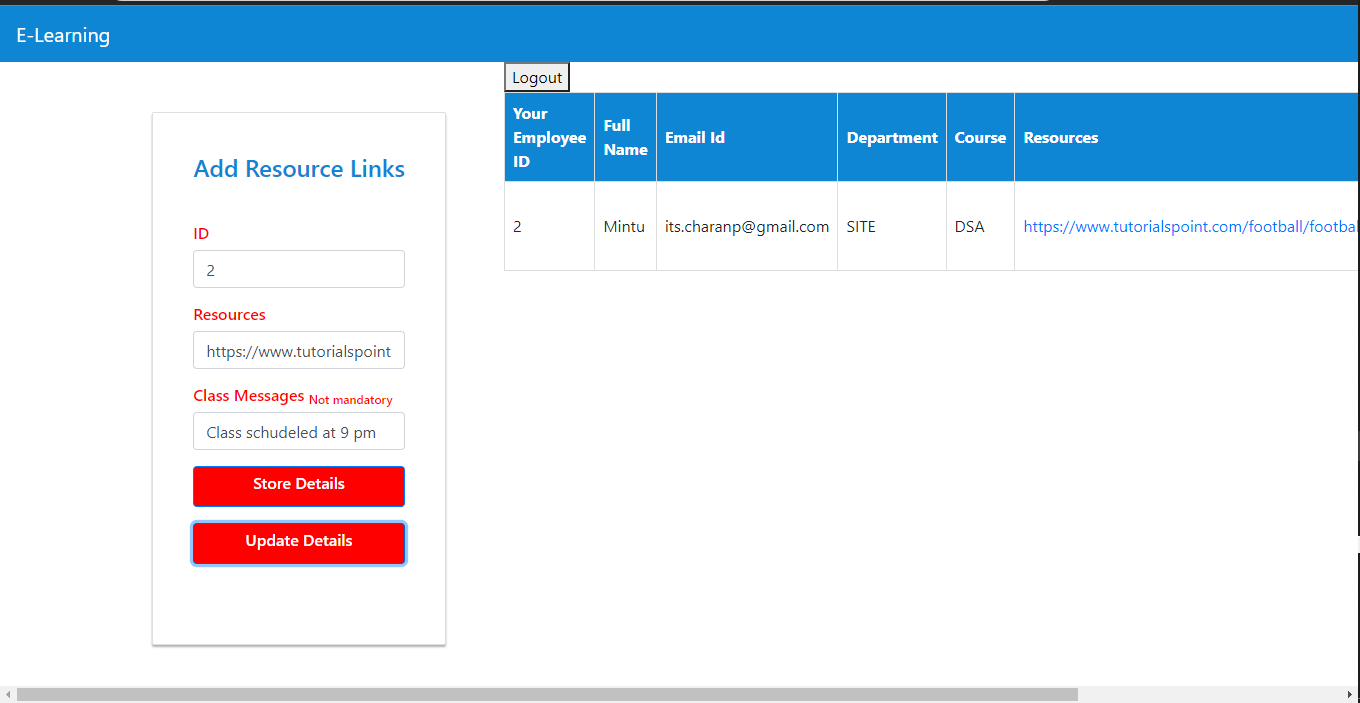 E-Learning
Logout
Add Resource Links
ID
2
Resources
https://www.tutorialspoint
Class Messages Not mandatory
Class schudeled at 9 pm
Store Details
Update Details
Your Employee ID
Full Name
Email Id
Department
Course
Resources
2
Mintu
its.charanp@gmail.com
SITE
DSA
https://www.tutorialspoint.com/football/footbal